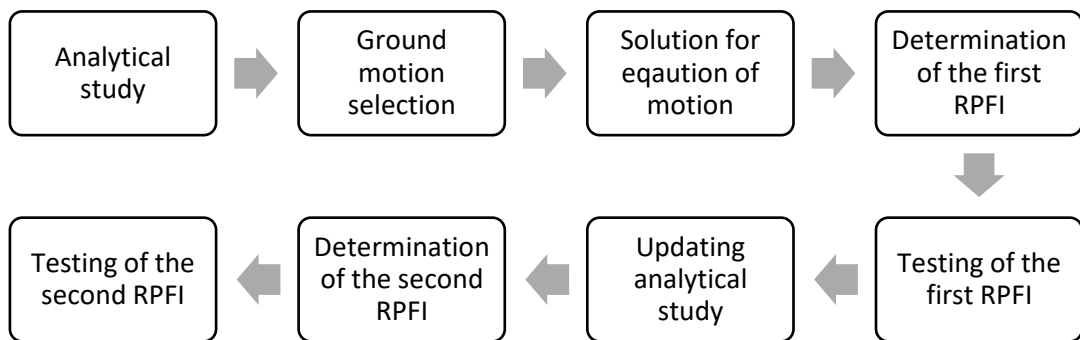 Analytical
study
Ground
motion
selection
Solution for
eqaution of
motion
Determination
of the first
RPFI
Testing of the
first RPFI
Updating
analytical
study
Determination
of the second
RPFI
Testing of the
second RPFI